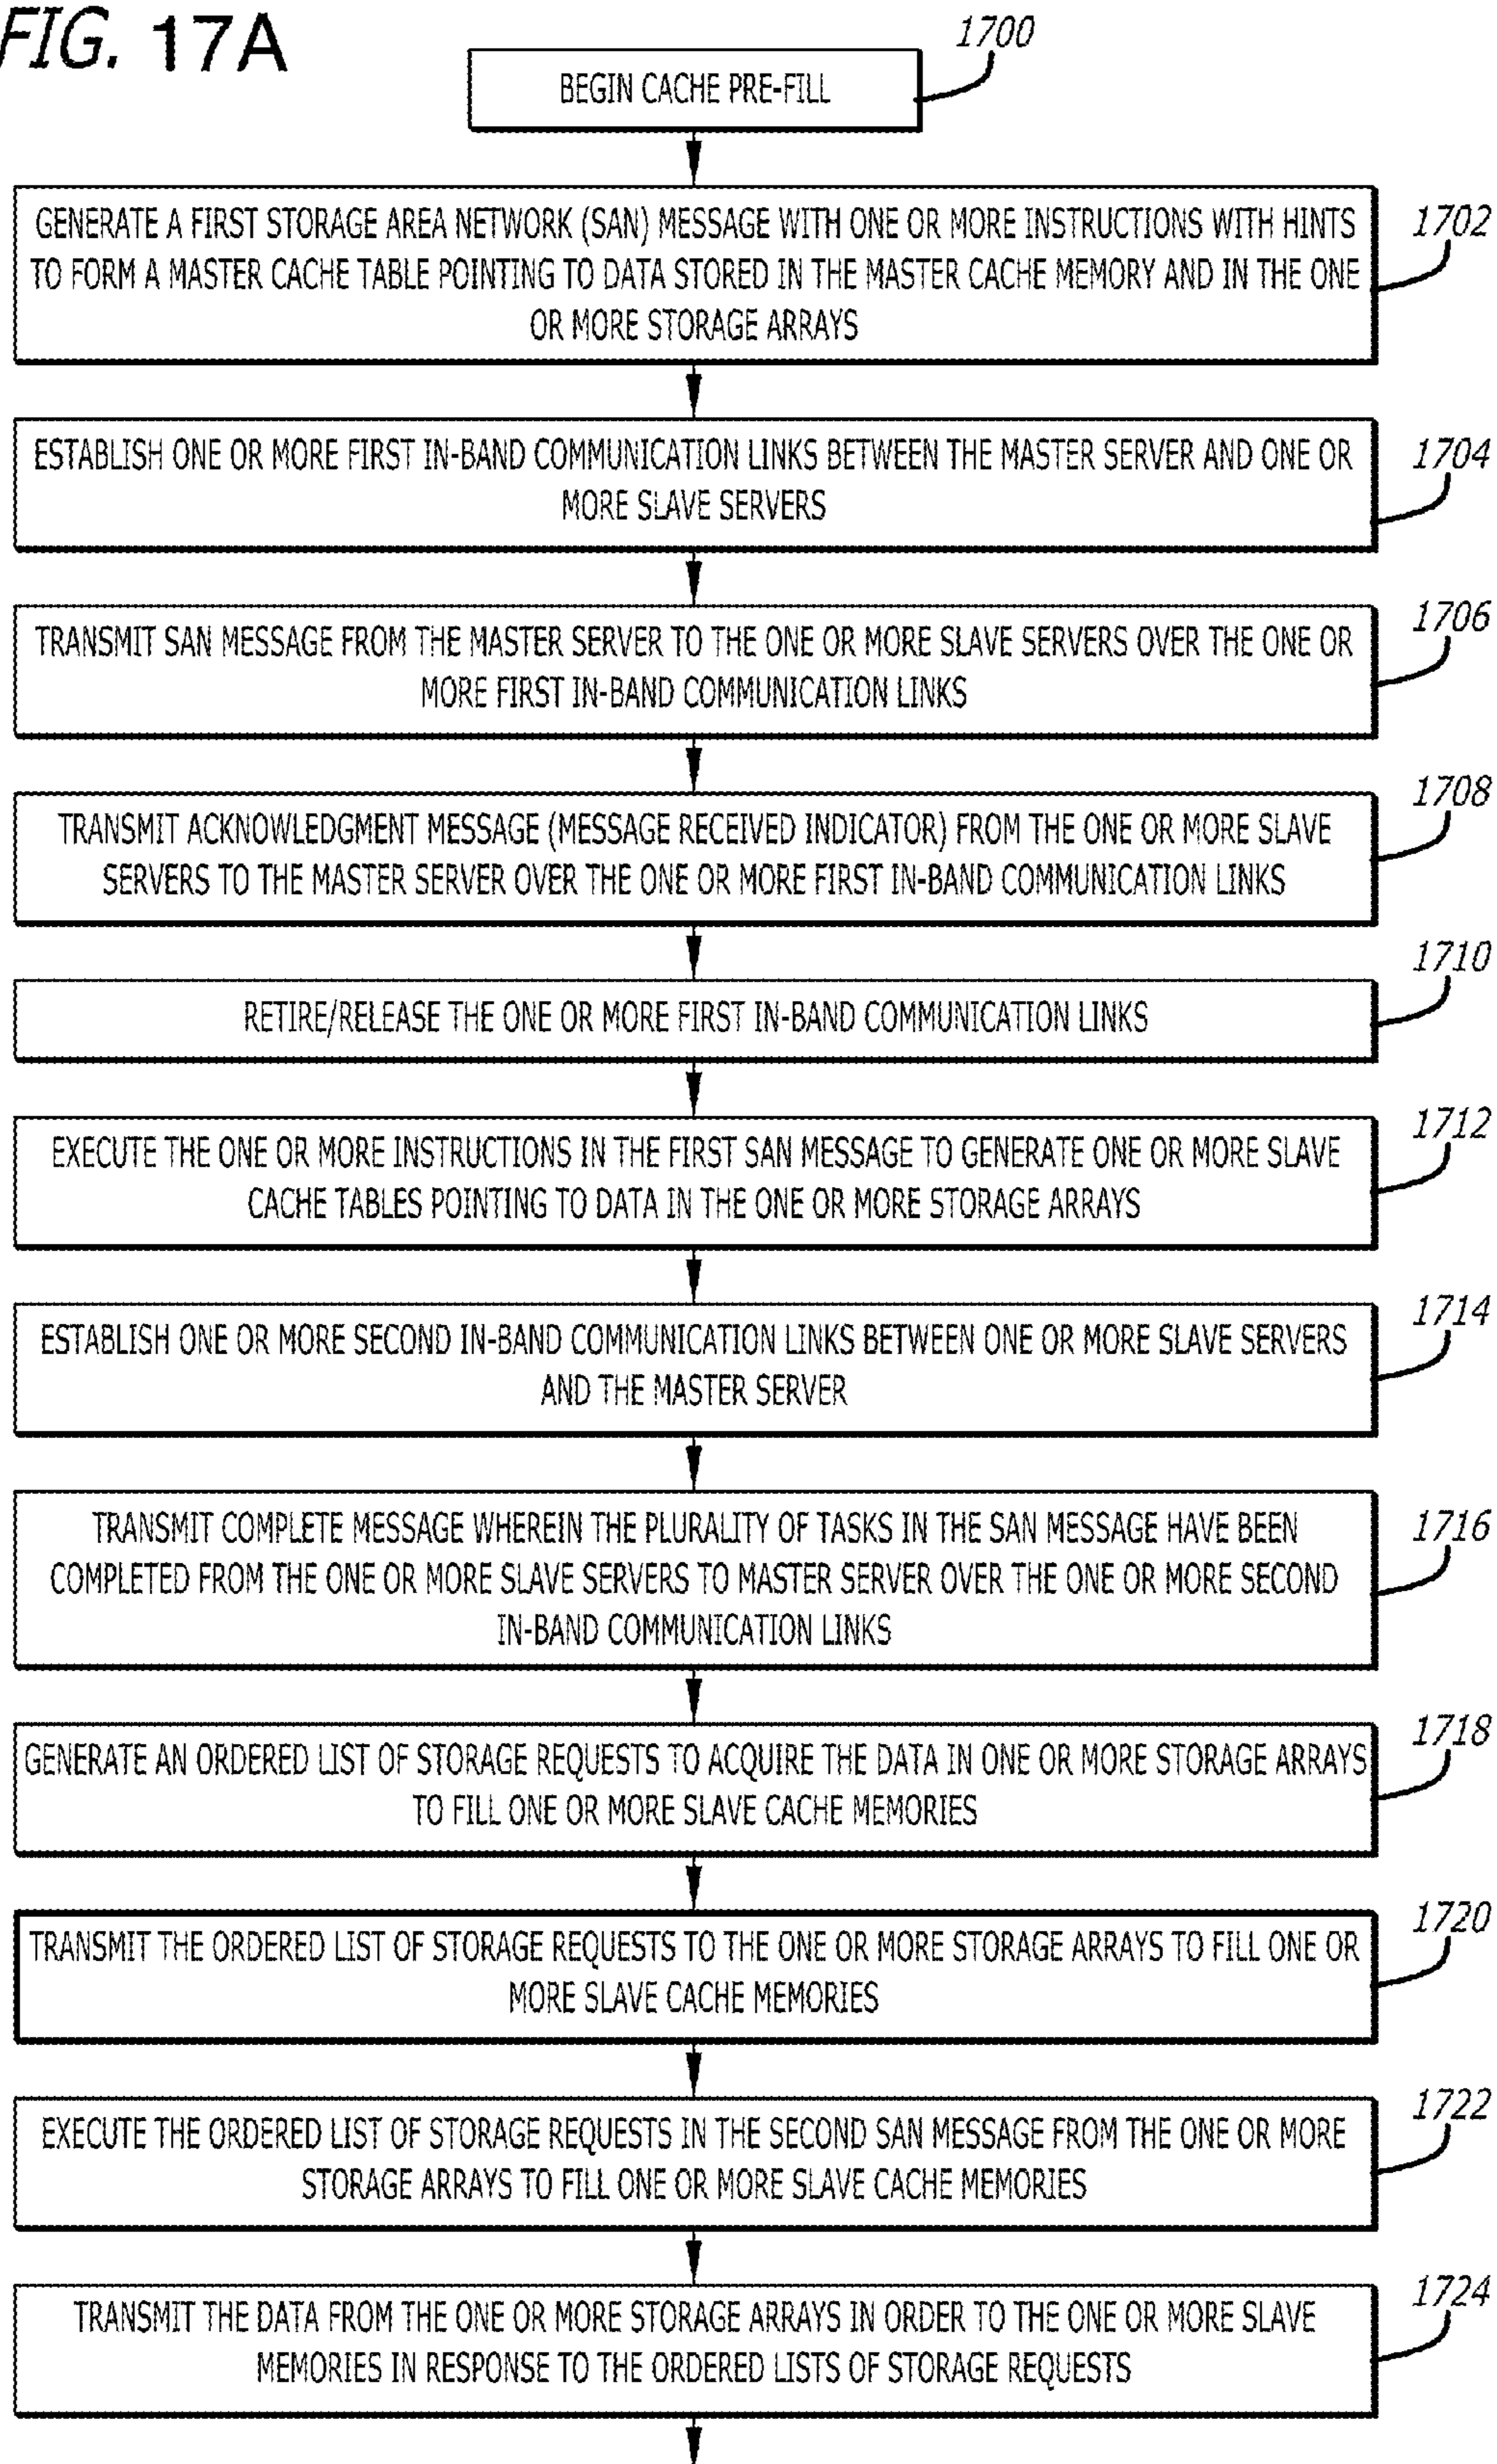 FIG. 17A
1700
BEGIN CACHE PRE-FILL
1702
GENERATE A FIRST STORAGE AREA NETWORK (SAN) MESSAGE WITH ONE OR MORE INSTRUCTIONS WITH HINTS
TO FORM A MASTER CACHE TABLE POINTING TO DATA STORED IN THE MASTER CACHE MEMORY AND IN THE ONE
OR MORE STORAGE ARRAYS
1704
ESTABLISH ONE OR MORE FIRST IN-BAND COMMUNICATION LINKS BETWEEN THE MASTER SERVER AND ONE OR
MORE SLAVE SERVERS
1706
TRANSMIT SAN MESSAGE FROM THE MASTER SERVER TO THE ONE OR MORE SLAVE SERVERS OVER THE ONE OR
MORE FIRST IN-BAND COMMUNICATION LINKS
1708
TRANSMIT ACKNOWLEDGMENT MESSAGE (MESSAGE RECEIVED INDICATOR) FROM THE ONE OR MORE SLAVE
SERVERS TO THE MASTER SERVER OVER THE ONE OR MORE FIRST IN-BAND COMMUNICATION LINKS
1710
RETIRE/RELEASE THE ONE OR MORE FIRST IN-BAND COMMUNICATION LINKS
1712
EXECUTE THE ONE OR MORE INSTRUCTIONS IN THE FIRST SAN MESSAGE TO GENERATE ONE OR MORE SLAVE
CACHE TABLES POINTING TO DATA IN THE ONE OR MORE STORAGE ARRAYS
1714
ESTABLISH ONE OR MORE SECOND IN-BAND COMMUNICATION LINKS BETWEEN ONE OR MORE SLAVE SERVERS
AND THE MASTER SERVER
1716
TRANSMIT COMPLETE MESSAGE WHEREIN THE PLURALITY OF TASKS IN THE SAN MESSAGE HAVE BEEN
COMPLETED FROM THE ONE OR MORE SLAVE SERVERS TO MASTER SERVER OVER THE ONE OR MORE SECOND
IN-BAND COMMUNICATION LINKS
1718
GENERATE AN ORDERED LIST OF STORAGE REQUESTS TO ACQUIRE THE DATA IN ONE OR MORE STORAGE ARRAYS
TO FILL ONE OR MORE SLAVE CACHE MEMORIES
1720
TRANSMIT THE ORDERED LIST OF STORAGE REQUESTS TO THE ONE OR MORE STORAGE ARRAYS TO FILL ONE OR
MORE SLAVE CACHE MEMORIES
1722
EXECUTE THE ORDERED LIST OF STORAGE REQUESTS IN THE SECOND SAN MESSAGE FROM THE ONE OR MORE
STORAGE ARRAYS TO FILL ONE OR MORE SLAVE CACHE MEMORIES
1724
TRANSMIT THE DATA FROM THE ONE OR MORE STORAGE ARRAYS IN ORDER TO THE ONE OR MORE SLAVE
MEMORIES IN RESPONSE TO THE ORDERED LISTS OF STORAGE REQUESTS